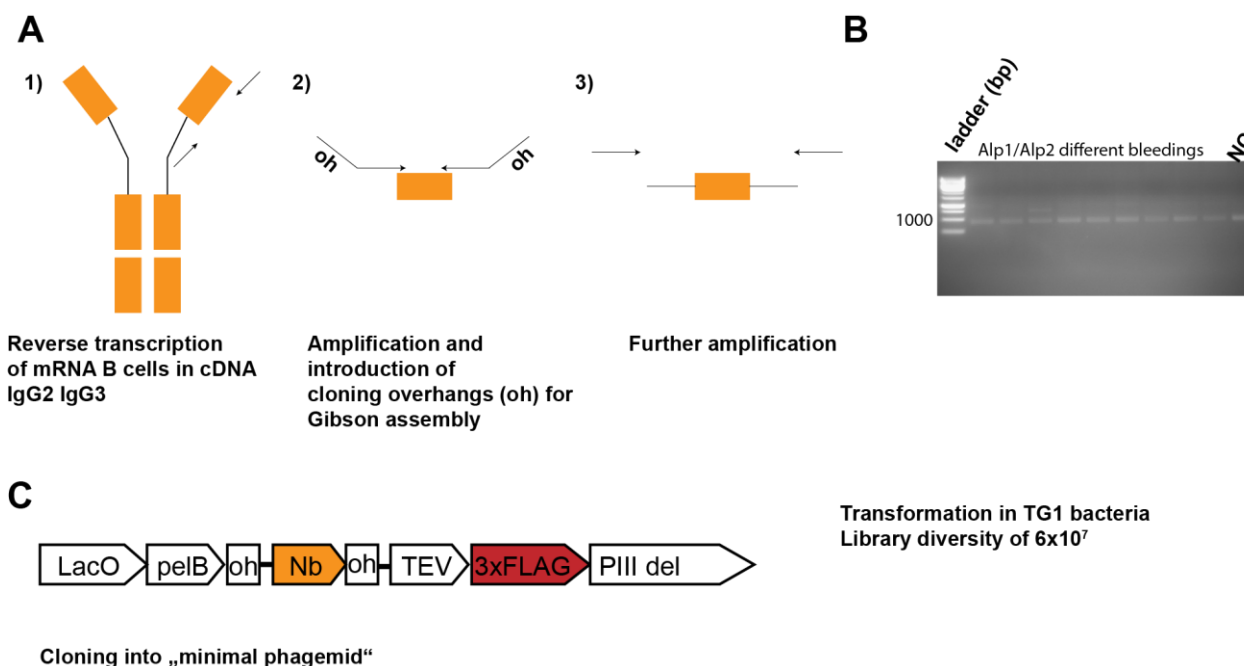 A
B
1)
2)
3)
oh
oh
ladder (bp)
Alp1/Alp2 different bleedings
1000
Reverse transcription
of mRNA B cells in cDNA
IgG2 IgG3
Amplification and
introduction of
cloning overhangs (oh) for
Gibson assembly
Further amplification
C
LacO
pelB
oh
Nb
oh
TEV
3xFLAG
PIII del
Transformation in TG1 bacteria
Library diversity of 6x10⁷
Cloning into „minimal phagemid“